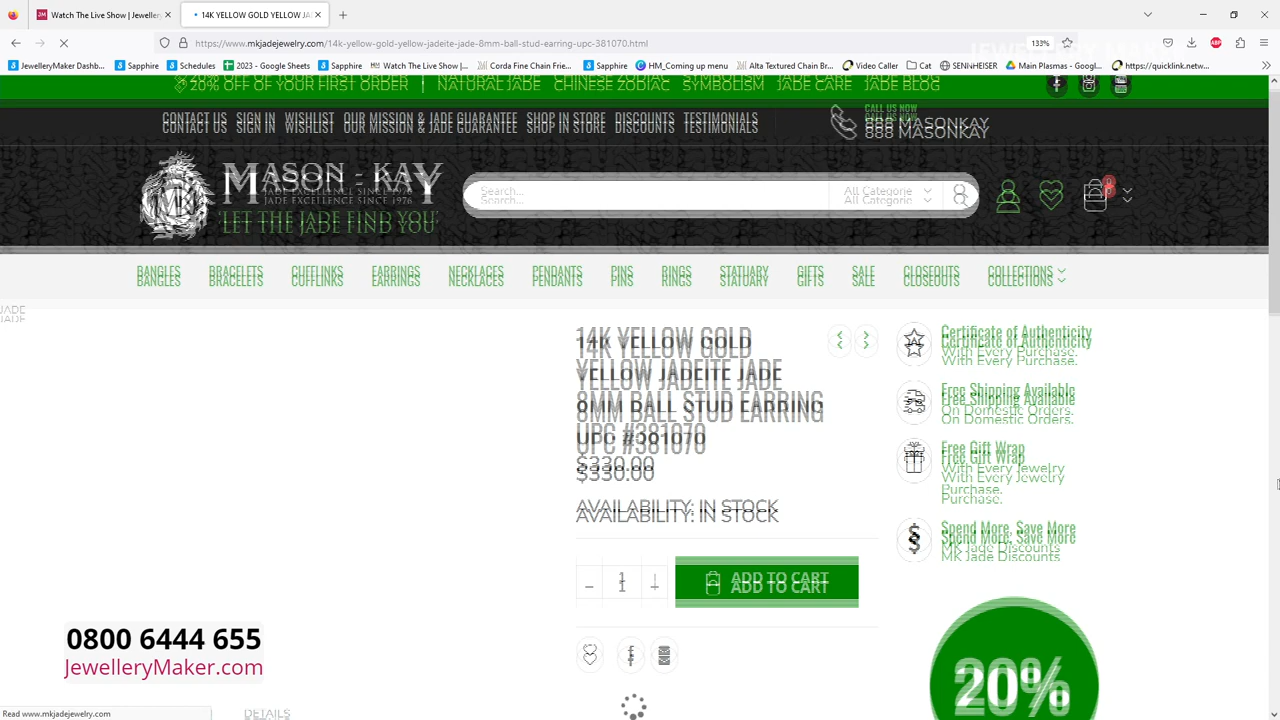 Watch The Live Show | Jeweller
14K YELLOW GOLD YELLOW JA
https://www.mkjadejewelry.com/14k-yellow-gold-yellow-jadeite-jade-8mm-ball-stud-earring-upc-381070.html
133%
JewelleryMaker Dashb...
Sapphire
Schedules
2023 - Google Sheets
Sapphire
Watch The Live Show |...
Corda Fine Chain Frie...
Sapphire
HM_Coming up menu
Alta Textured Chain Br...
Video Caller
Cat
SENNHEISER
Main Plasmas - Googl...
https://quicklink.netw...
20% OFF OF YOUR FIRST ORDER | NATURAL JADE CHINESE ZODIAC SYMBOLISM JADE CARE JADE BLOG
CONTACT US SIGN IN WISHLIST OUR MISSION & JADE GUARANTEE SHOP IN STORE DISCOUNTS TESTIMONIALS
CALL US NOW
888 MASONKAY
MASON-KAY
JADE EXCELLENCE SINCE 1976
'LET THE JADE FIND YOU'
Search...
All Categorie
0
BANGLES BRACELETS CUFFLINKS EARRINGS NECKLACES PENDANTS PINS RINGS STATUARY GIFTS SALE CLOSEOUTS COLLECTIONS
JADE
14K YELLOW GOLD
YELLOW JADEITE JADE
8MM BALL STUD EARRING
UPC #381070
$330.00
AVAILABILITY: IN STOCK
1
ADD TO CART
Certificate of Authenticity
With Every Purchase.
Free Shipping Available
On Domestic Orders.
Free Gift Wrap
With Every Jewelry
Purchase.
Spend More, Save More
MK Jade Discounts
20%
0800 6444 655
JewelleryMaker.com
Read www.mkjadejewelry.com
DETAILS